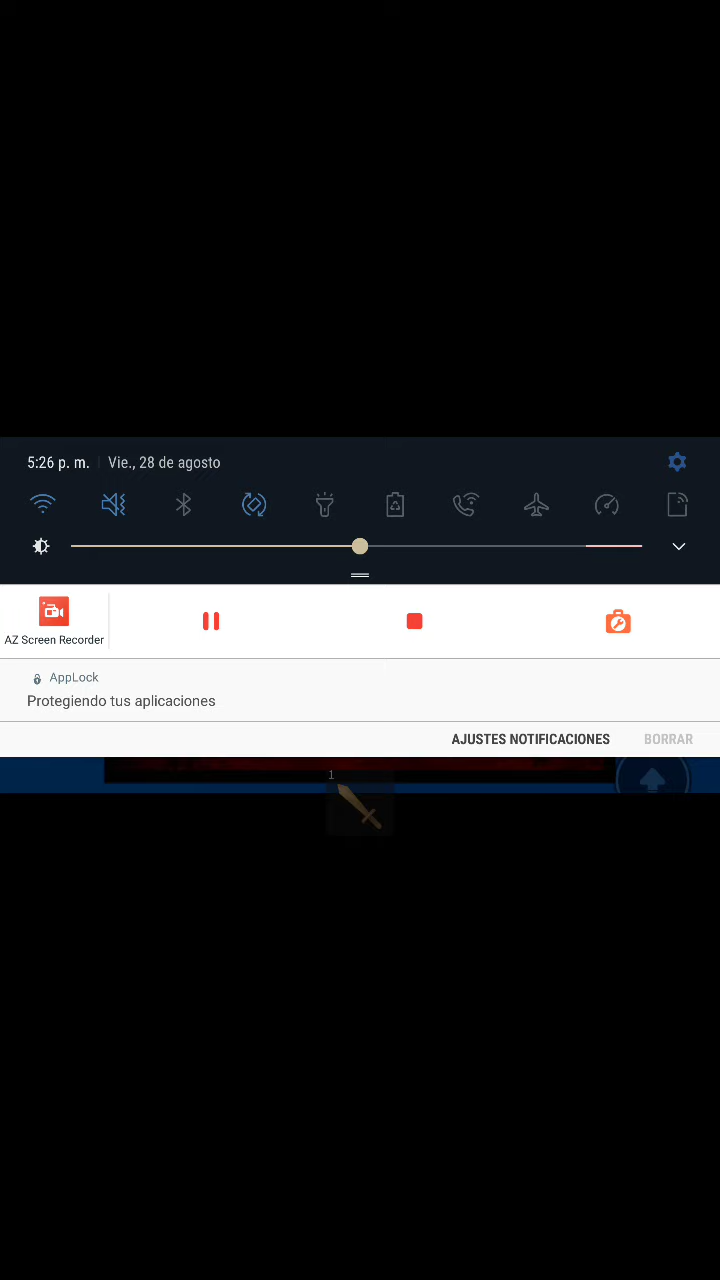 5:26 p. m. Vie., 28 de agosto
AZ Screen Recorder
AppLock
Protegiendo tus aplicaciones
AJUSTES NOTIFICACIONES BORRAR
1